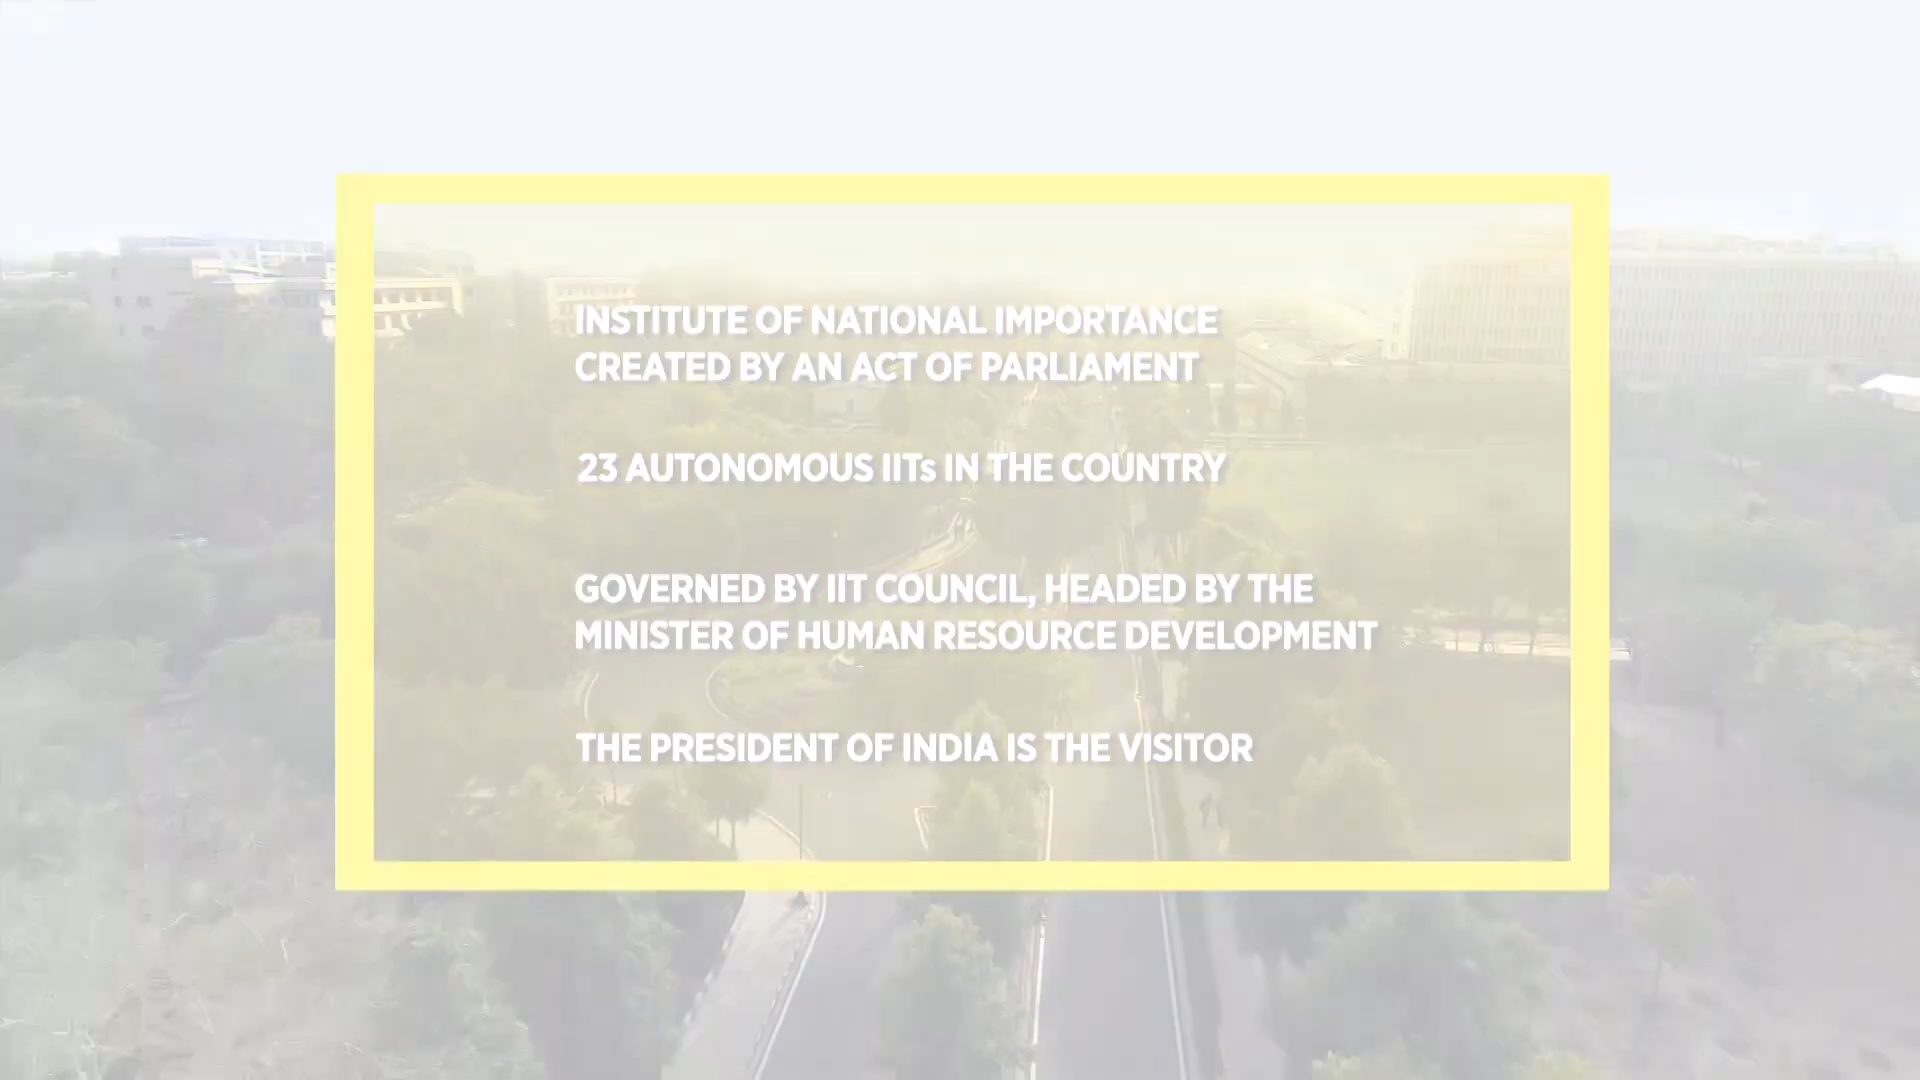 INSTITUTE OF NATIONAL IMPORTANCE
CREATED BY AN ACT OF PARLIAMENT
23 AUTONOMOUS IITs IN THE COUNTRY
GOVERNED BY IIT COUNCIL, HEADED BY THE
MINISTER OF HUMAN RESOURCE DEVELOPMENT
THE PRESIDENT OF INDIA IS THE VISITOR